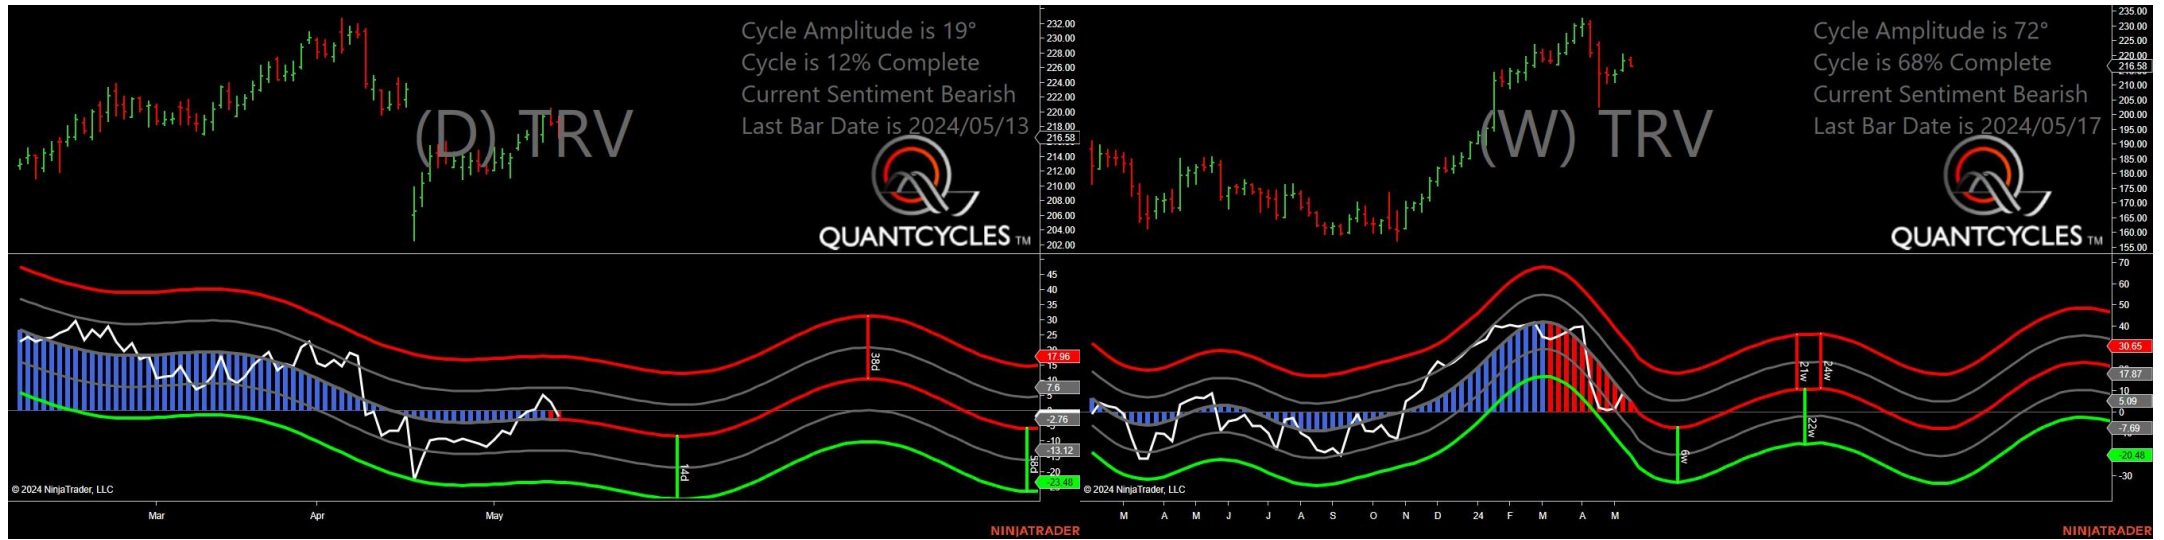 Cycle Amplitude is 19°
Cycle is 12% Complete
Current Sentiment Bearish
Last Bar Date is 2024/05/13
(D) TRV
QUANTCYCLES TM
232.00
230.00
228.00
226.00
224.00
222.00
220.00
218.00
216.58
214.00
212.00
210.00
208.00
206.00
204.00
202.00
45
40
35
30
25
17.96
10
7.6
5
-2.76
-5
-10
-13.12
-20
-23.48
38d
14d
58d
© 2024 NinjaTrader, LLC
Mar
Apr
May
NINJATRADER
Cycle Amplitude is 72°
Cycle is 68% Complete
Current Sentiment Bearish
Last Bar Date is 2024/05/17
(W) TRV
QUANTCYCLES TM
235.00
230.00
225.00
220.00
216.58
210.00
205.00
200.00
195.00
190.00
185.00
180.00
175.00
170.00
165.00
160.00
155.00
70
60
50
40
30.65
17.87
10
5.09
0
-7.69
-20.48
-30
21w
24w
22w
6w
© 2024 NinjaTrader, LLC
M
A
M
J
J
A
S
O
N
D
24
F
M
A
M
NINJATRADER